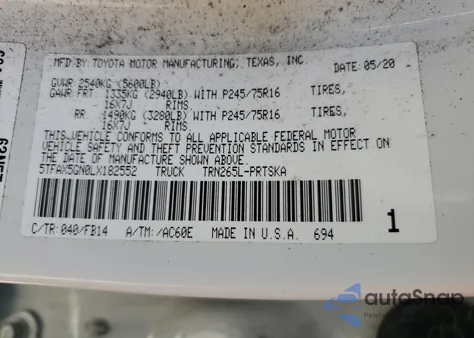 MFD BY: TOYOTA MOTOR MANUFACTURING, TEXAS, INC. DATE: 05/20
GVWR 2540KG (5600LB)
GAWR FRT 1335KG (2940LB) WITH P245/75R16 TIRES,
16X7J RIMS.
RR 1490KG (3280LB) WITH P245/75R16 TIRES,
16X7J RIMS.
THIS VEHICLE CONFORMS TO ALL APPLICABLE FEDERAL MOTOR
VEHICLE SAFETY AND THEFT PREVENTION STANDARDS IN EFFECT ON
THE DATE OF MANUFACTURE SHOWN ABOVE.
5TFAX5GN0LX182552 TRUCK TRN265L-PRTSKA
1
C/TR: 040/FB14 A/TM: /AC60E MADE IN U.S.A. 694
autoSnap